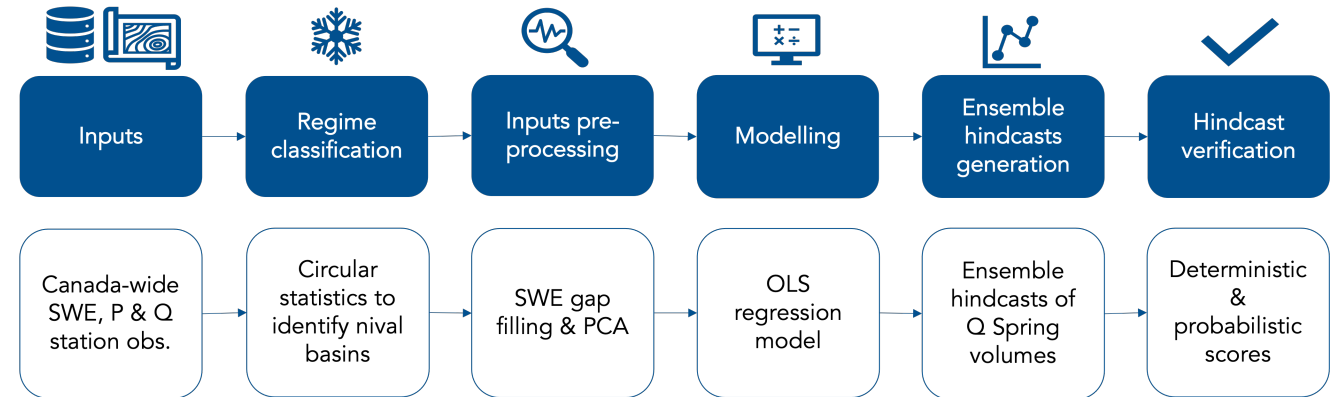 Inputs
Regime
classification
Inputs pre-
processing
Modelling
Ensemble
hindcasts
generation
Hindcast
verification
Canada-wide
SWE, P & Q
station obs.
Circular
statistics to
identify nival
basins
SWE gap
filling & PCA
OLS
regression
model
Ensemble
hindcasts of
Q Spring
volumes
Deterministic
&
probabilistic
scores